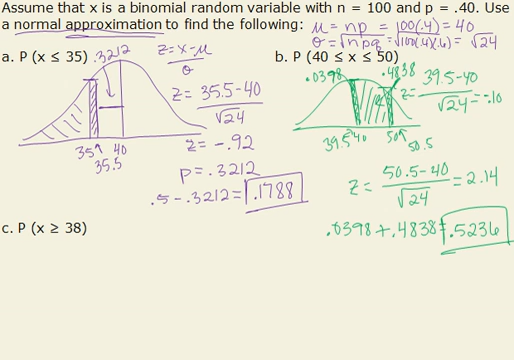 Assume that x is a binomial random variable with n = 100 and p = .40. Use
a normal approximation to find the following:
μ = np = 100(.4) = 40
σ = √npq = √100(.4)(.6) = √24
a. P (x ≤ 35)
.3212
z = x-μ
σ
z = 35.5-40
√24
z = -.92
p = .3212
.5 - .3212 = .1788
35 40
35.5
b. P (40 ≤ x ≤ 50)
.0398
.4838
z = 39.5-40
√24 = -.10
39.5 40 50
50.5
z = 50.5-40 = 2.14
√24
.0398 + .4838 = .5236
c. P (x ≥ 38)